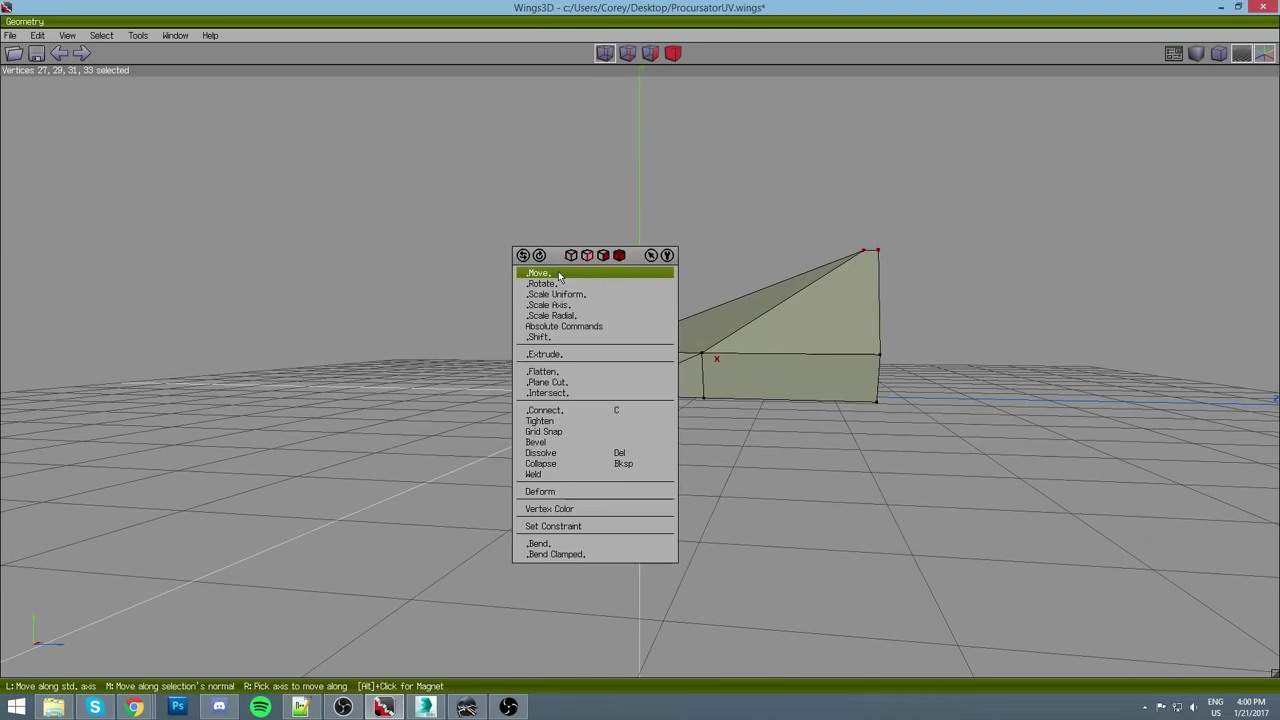 Wings3D - c:/Users/Corey/Desktop/ProcursatorUV.wings*
Geometry
File Edit View Select Tools Window Help
Vertices 27, 29, 31, 33 selected
.Move.
.Rotate.
.Scale Uniform.
.Scale Axis.
.Scale Radial.
Absolute Commands
.Shift.
.Extrude.
.Flatten.
.Plane Cut.
.Intersect.
.Connect. C
Tighten
Grid Snap
Bevel
Dissolve Del
Collapse Bksp
Weld
Deform
Vertex Color
Set Constraint
.Bend.
.Bend Clamped.
X
Z
L: Move along std. axis M: Move along selection's normal R: Pick axis to move along [Alt]+Click for Magnet
ENG 4:00 PM
US 1/21/2017